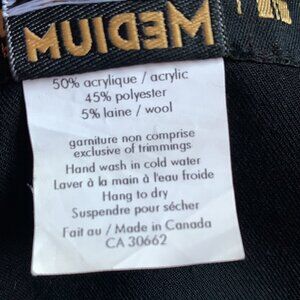 MEDIUM
50% acrylique / acrylic
45% polyester
5% laine / wool
garniture non comprise
exclusive of trimmings
Hand wash in cold water
Laver à la main à l'eau froide
Hang to dry
Suspendre pour sécher
Fait au / Made in Canada
CA 30662